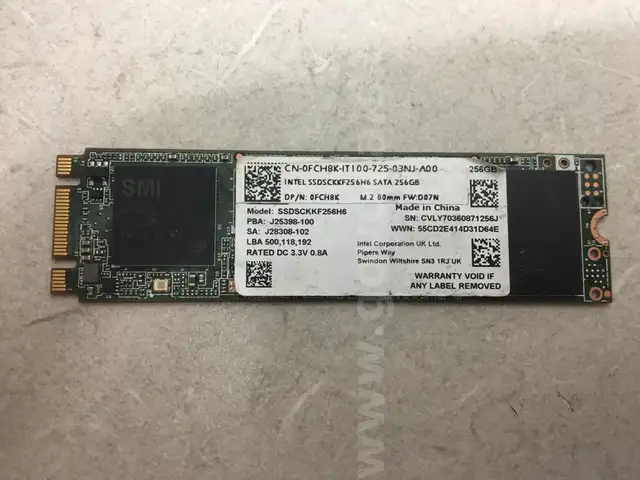 SMI
CN-0FCH8K-IT100-725-03NJ-A00
256GB
INTEL SSDSCKKF256H6 SATA 256GB
DP/N: 0FCH8K M.2 80mm FW:D07N
Made in China
Model: SSDSCKKF256H6
SN: CVLY70360871256J
PBA: J25398-100
WWN: 55CD2E414D31D64E
SA: J28308-102
LBA 500,118,192
RATED DC 3.3V 0.8A
Intel Corporation UK Ltd.
Pipers Way
Swindon Wiltshire SN3 1RJ UK
WARRANTY VOID IF
ANY LABEL REMOVED